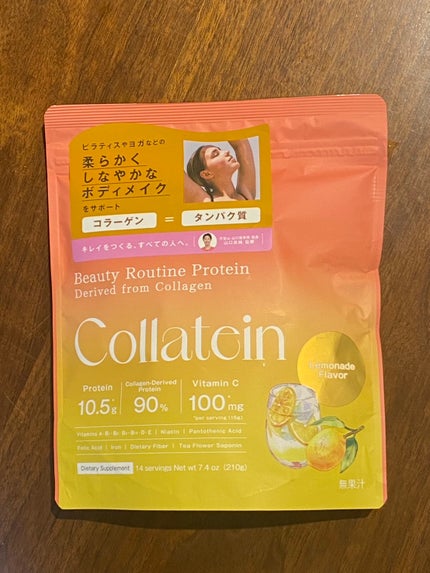 ピラティスやヨガなどの
柔らかく
しなやかな
ボディメイク
をサポート
コラーゲン = タンパク質
キレイをつくる、すべての人へ。
Beauty Routine Protein
Derived from Collagen
Collatein
Lemonade
Flavor
Protein
10.5*g
Collagen-Derived
Protein
90%
Vitamin C
100*mg
*per serving (15g)
Niacin | Pantothenic Acid
Folic Acid | Iron | Dietary Fiber | Tea Flower Saponin
Dietary Supplement 14 servings Net wt 7.4 oz (210g)
無果汁